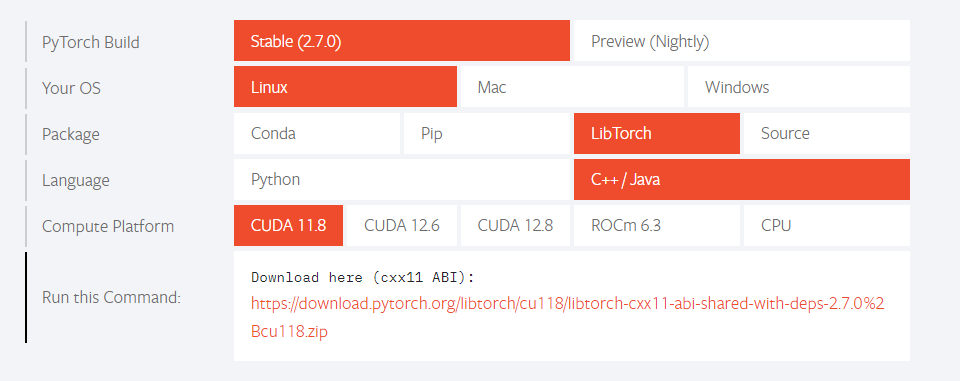 PyTorch Build Stable (2.7.0) Preview (Nightly)
Your OS Linux Mac Windows
Package Conda Pip LibTorch Source
Language Python C++ / Java
Compute Platform CUDA 11.8 CUDA 12.6 CUDA 12.8 ROCm 6.3 CPU
Run this Command:
Download here (cxx11 ABI):
https://download.pytorch.org/libtorch/cu118/libtorch-cxx11-abi-shared-with-deps-2.7.0%2
Bcu118.zip